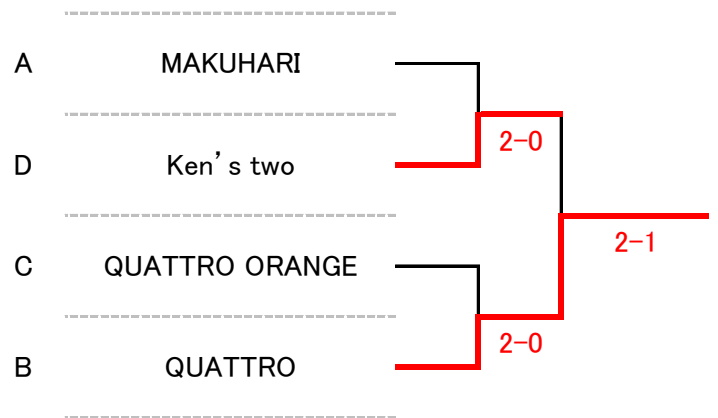 A MAKUHARI
2-0
D Ken's two
2-1
C QUATTRO ORANGE
2-0
B QUATTRO